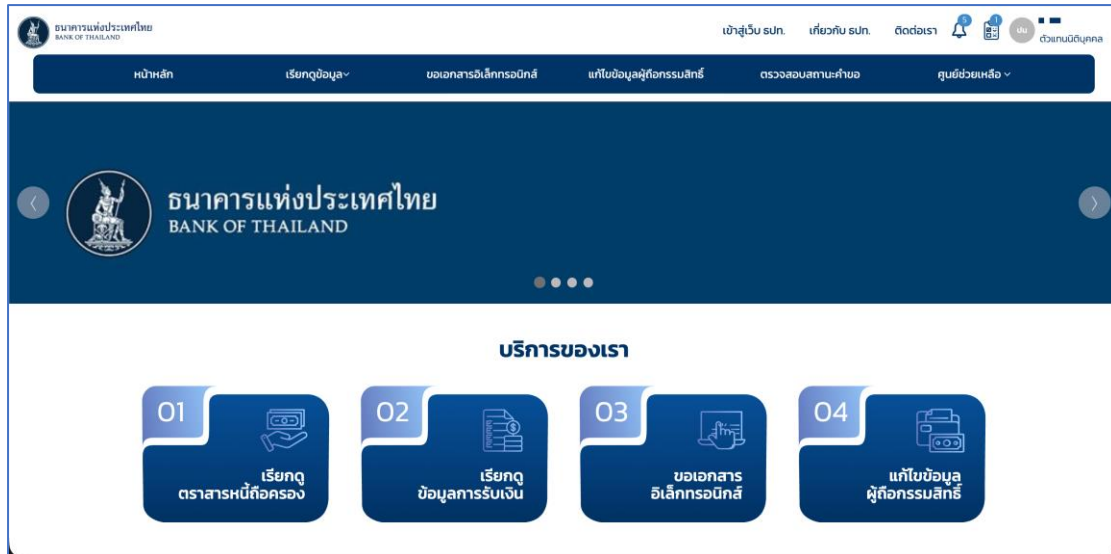 ธนาคารแห่งประเทศไทย
BANK OF THAILAND
เข้าสู่เว็บ ธปท.
เกี่ยวกับ ธปท.
ติดต่อเรา
5
1
ปน
ตัวแทนนิติบุคคล
หน้าหลัก
เรียกดูข้อมูล
ขอเอกสารอิเล็กทรอนิกส์
แก้ไขข้อมูลผู้ถือกรรมสิทธิ์
ตรวจสอบสถานะคำขอ
ศูนย์ช่วยเหลือ
ธนาคารแห่งประเทศไทย
BANK OF THAILAND
บริการของเรา
01
เรียกดู
ตราสารหนี้ถือครอง
02
เรียกดู
ข้อมูลการรับเงิน
03
ขอเอกสาร
อิเล็กทรอนิกส์
04
แก้ไขข้อมูล
ผู้ถือกรรมสิทธิ์